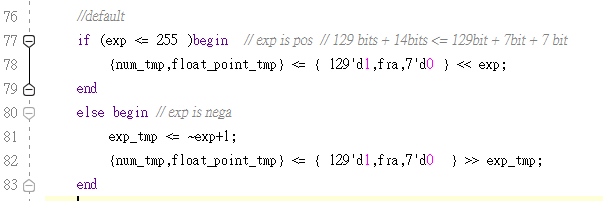 76 //default
77 if (exp <= 255 )begin // exp is pos // 129 bits + 14bits <= 129bit + 7bit + 7 bit
78 {num_tmp,float_point_tmp} <= { 129'd1,fra,7'd0 } << exp;
79 end
80 else begin // exp is nega
81 exp_tmp <= ~exp+1;
82 {num_tmp,float_point_tmp} <= { 129'd1,fra,7'd0 } >> exp_tmp;
83 end